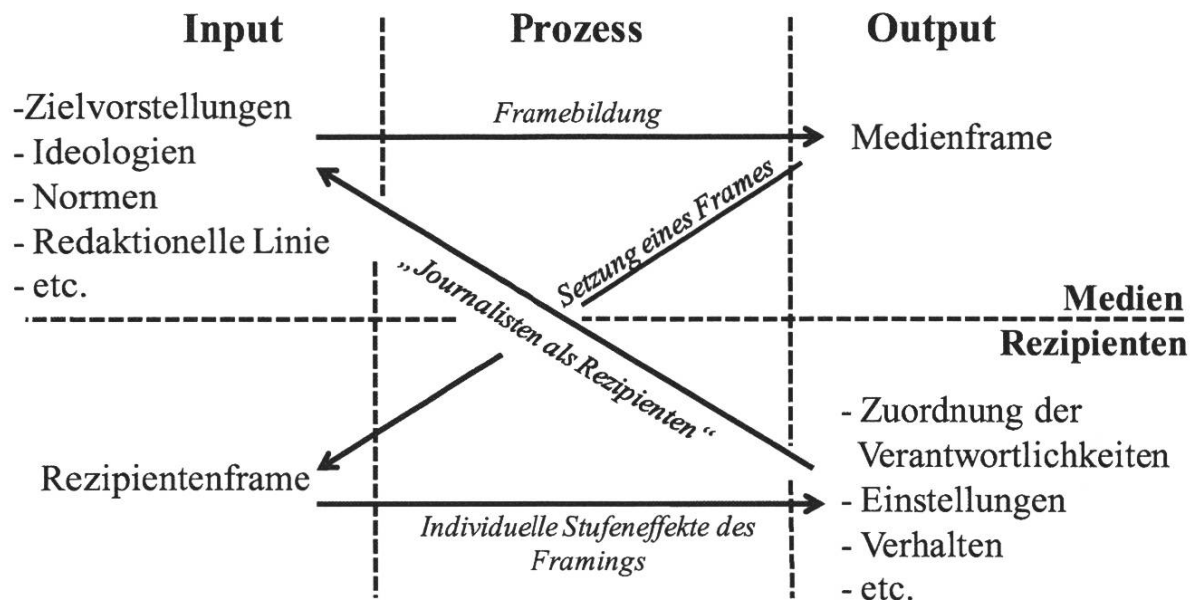 Input
Prozess
Output
-Zielvorstellungen
- Ideologien
- Normen
- Redaktionelle Linie
- etc.
Framebildung
Medienframe
Setzung eines Frames
„Journalisten als Rezipienten“
Medien
Rezipienten
Rezipientenframe
Individuelle Stufeneffekte des
Framings
- Zuordnung der
Verantwortlichkeiten
- Einstellungen
- Verhalten
- etc.